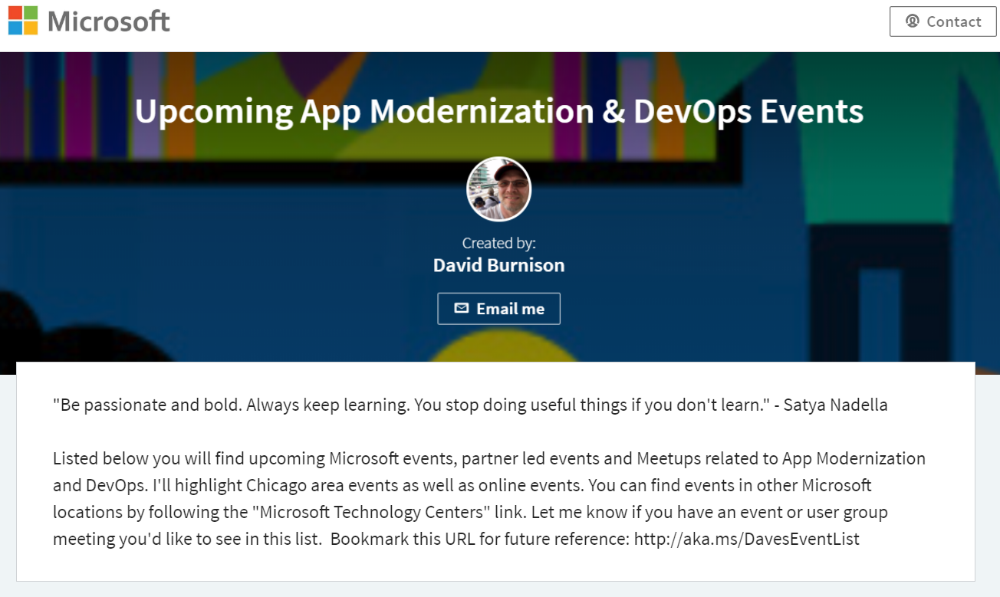 Microsoft
Contact
Upcoming App Modernization & DevOps Events
Created by:
David Burnison
Email me
"Be passionate and bold. Always keep learning. You stop doing useful things if you don't learn." - Satya Nadella
Listed below you will find upcoming Microsoft events, partner led events and Meetups related to App Modernization
and DevOps. I'll highlight Chicago area events as well as online events. You can find events in other Microsoft
locations by following the "Microsoft Technology Centers" link. Let me know if you have an event or user group
meeting you'd like to see in this list.  Bookmark this URL for future reference: http://aka.ms/DavesEventList